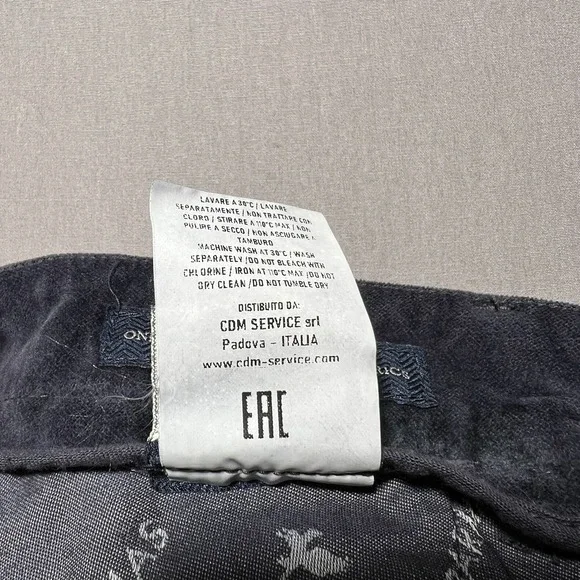 LAVARE A 30°C / LAVARE
SEPARATAMENTE / NON TRATTARE CON
CLORO / STIRARE A 110°C MAX / NON
PULIRE A SECCO / NON ASCIUGARE A
TAMBURO
MACHINE WASH AT 30°C / WASH
SEPARATELY /DO NOT BLEACH WITH
CHLORINE / IRON AT 110°C MAX /DO NOT
DRY CLEAN /DO NOT TUMBLE DRY
DISTRIBUITO DA:
CDM SERVICE srl
Padova - ITALIA
www.cdm-service.com
EAC